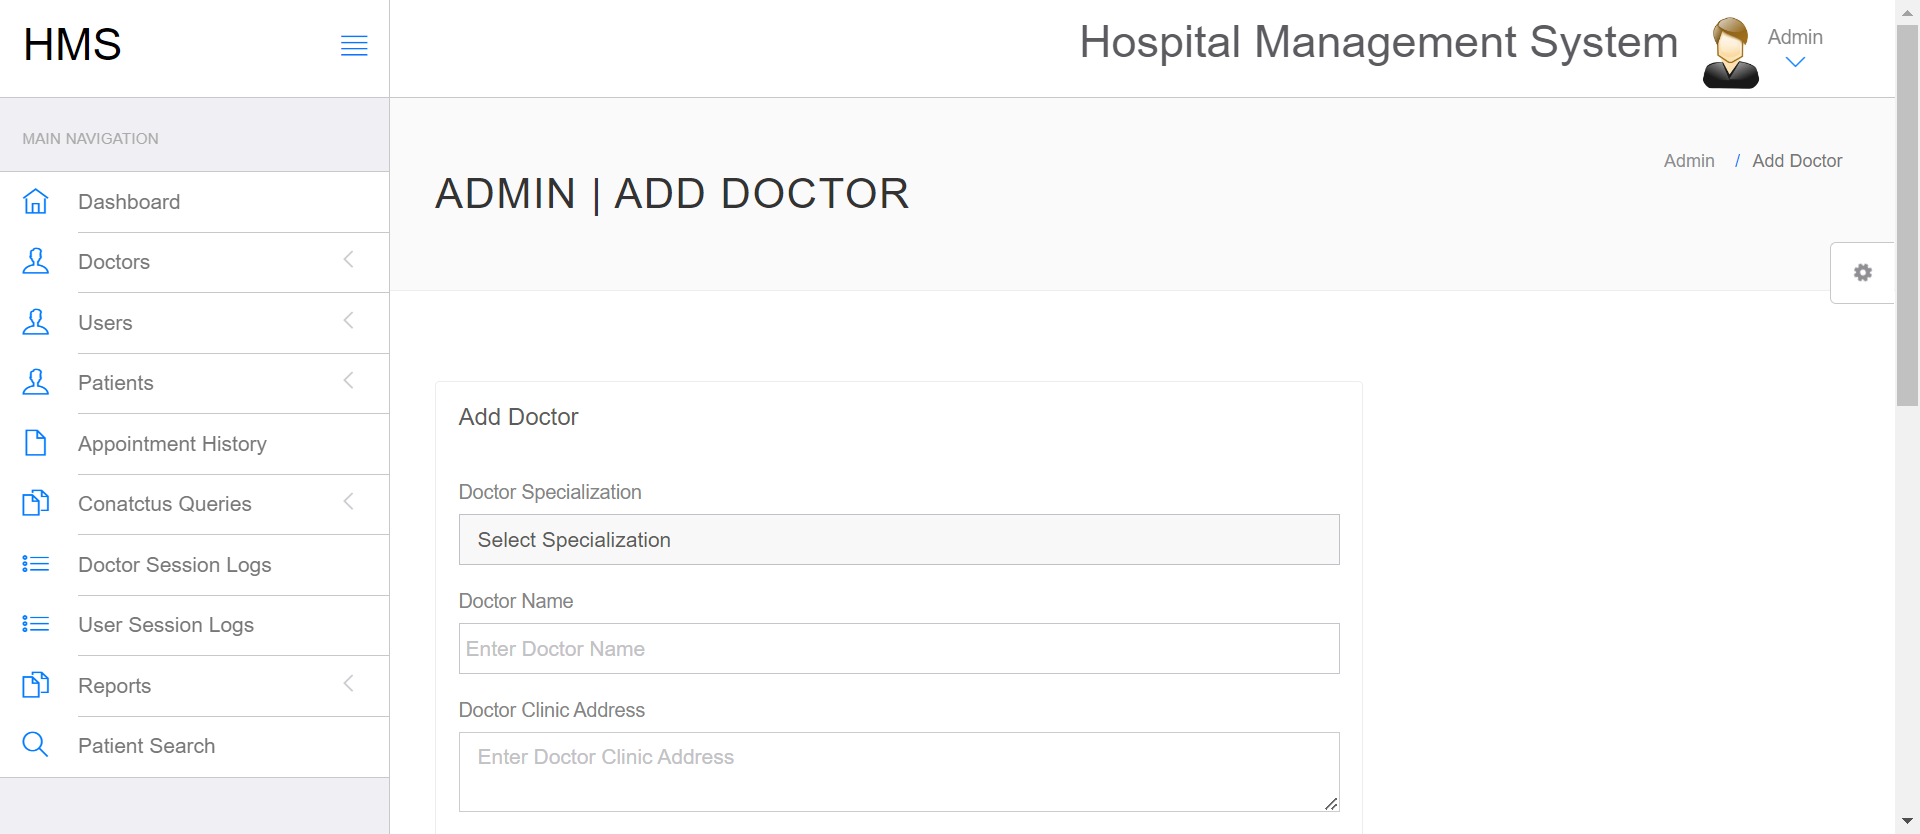 HMS
Hospital Management System
Admin
MAIN NAVIGATION
Dashboard
Doctors
Users
Patients
Appointment History
Conatctus Queries
Doctor Session Logs
User Session Logs
Reports
Patient Search
ADMIN | ADD DOCTOR
Admin / Add Doctor
Add Doctor
Doctor Specialization
Select Specialization
Doctor Name
Enter Doctor Name
Doctor Clinic Address
Enter Doctor Clinic Address